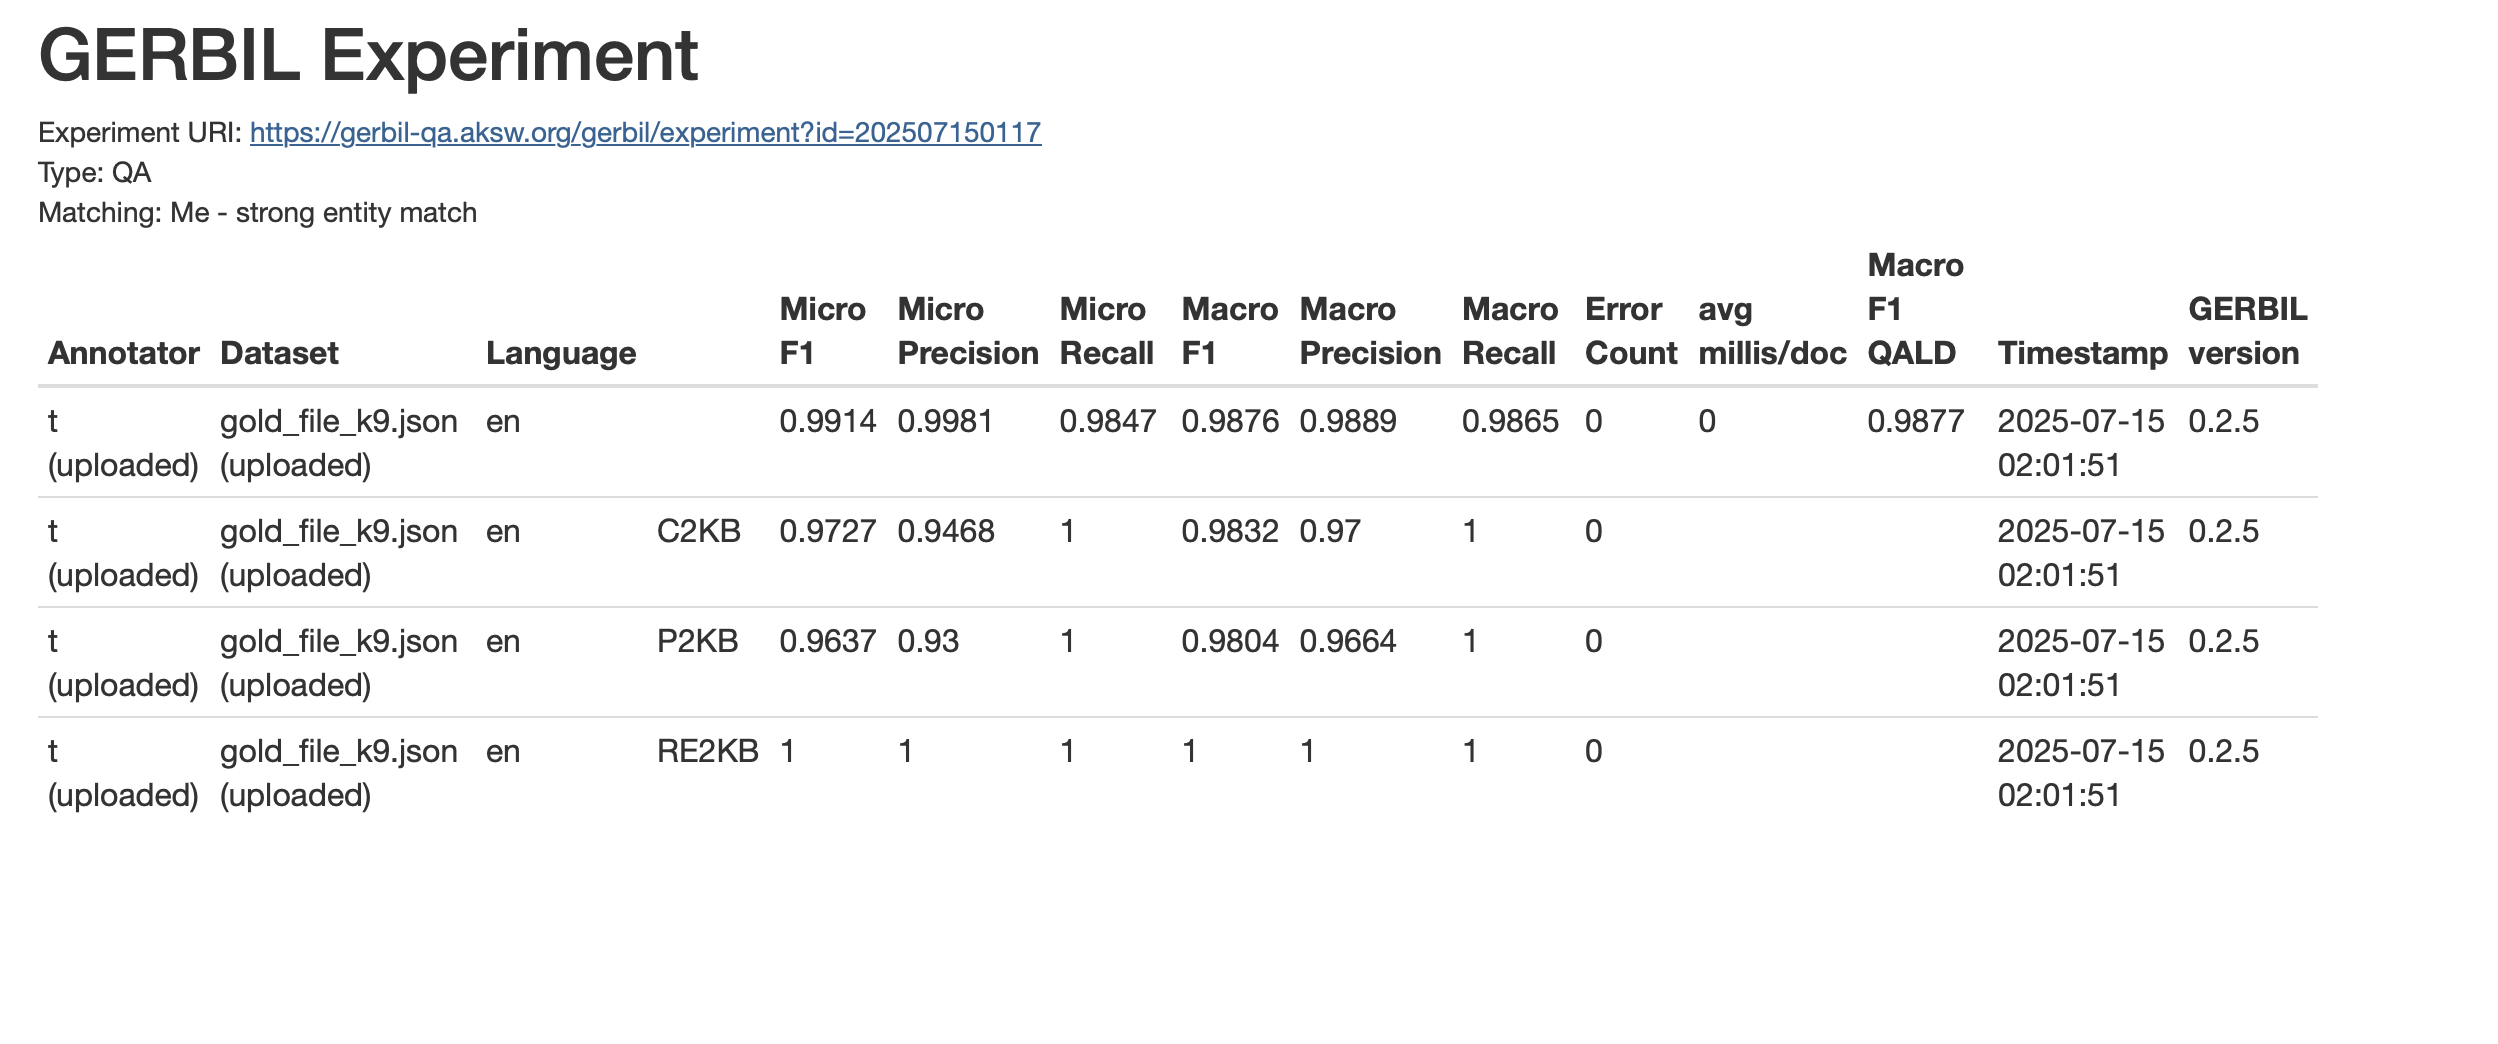 GERBIL Experiment
Experiment URI: https://gerbil-qa.aksw.org/gerbil/experiment?id=202507150117
Type: QA
Matching: Me - strong entity match
Annotator Dataset Language Micro F1 Micro Precision Micro Recall Macro F1 Macro Precision Macro Recall Error Count avg millis/doc Macro F1 QALD Timestamp GERBIL version
t (uploaded) gold_file_k9.json (uploaded) en 0.9914 0.9981 0.9847 0.9876 0.9889 0.9865 0 0 0.9877 2025-07-15 02:01:51 0.2.5
t (uploaded) gold_file_k9.json (uploaded) en C2KB 0.9727 0.9468 1 0.9832 0.97 1 0 2025-07-15 02:01:51 0.2.5
t (uploaded) gold_file_k9.json (uploaded) en P2KB 0.9637 0.93 1 0.9804 0.9664 1 0 2025-07-15 02:01:51 0.2.5
t (uploaded) gold_file_k9.json (uploaded) en RE2KB 1 1 1 1 1 1 0 2025-07-15 02:01:51 0.2.5